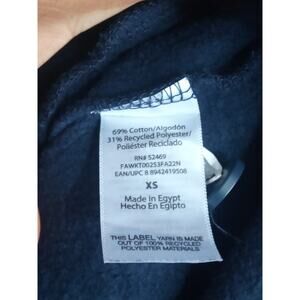 69% Cotton/Algodón
31% Recycled Polyester/
Poliéster Reciclado
RN# 52469
FAWKT00253FA22N
EAN/UPC 8 8942419508
XS
Made In Egypt
Hecho En Egipto
THIS LABEL YARN IS MADE
OUT OF 100% RECYCLED
POLYESTER MATERIALS.